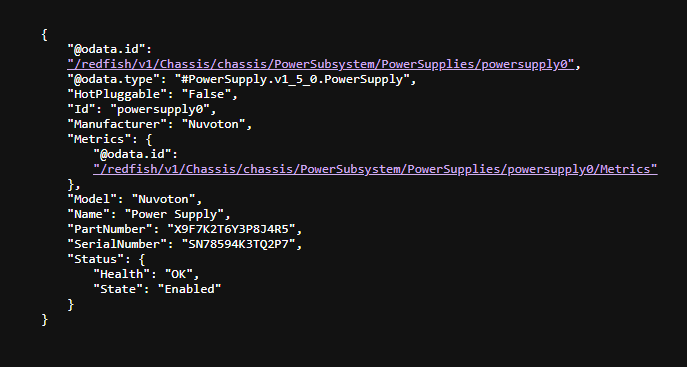 {
"@odata.id":
"/redfish/v1/Chassis/chassis/PowerSubsystem/PowerSupplies/powersupply0",
"@odata.type": "#PowerSupply.v1_5_0.PowerSupply",
"HotPluggable": "False",
"Id": "powersupply0",
"Manufacturer": "Nuvoton",
"Metrics": {
"@odata.id":
"/redfish/v1/Chassis/chassis/PowerSubsystem/PowerSupplies/powersupply0/Metrics"
},
"Model": "Nuvoton",
"Name": "Power Supply",
"PartNumber": "X9F7K2T6Y3P8J4R5",
"SerialNumber": "SN78594K3TQ2P7",
"Status": {
"Health": "OK",
"State": "Enabled"
}
}